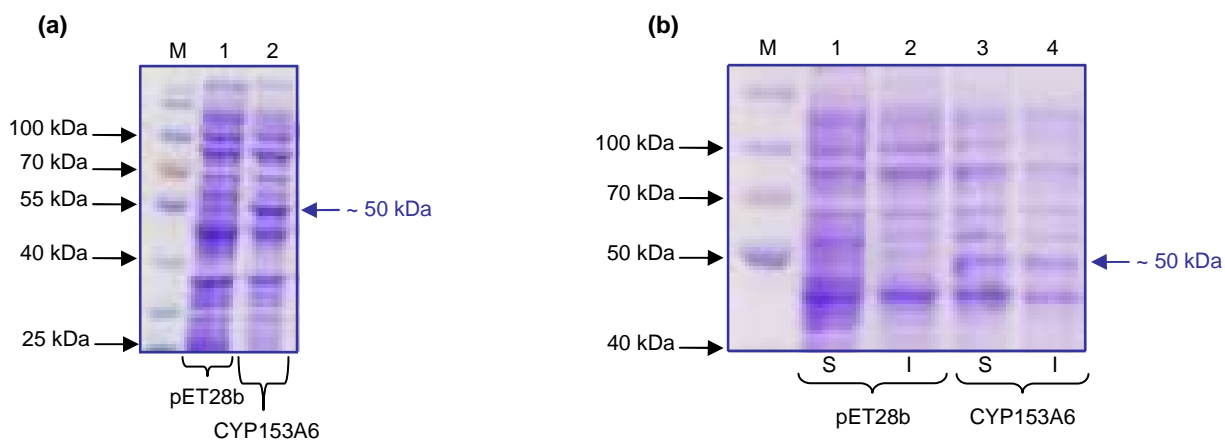 (a)
M 1 2
100 kDa
70 kDa
55 kDa
~ 50 kDa
40 kDa
25 kDa
pET28b
CYP153A6
(b)
M 1 2 3 4
100 kDa
70 kDa
50 kDa
~ 50 kDa
40 kDa
S I S I
pET28b CYP153A6